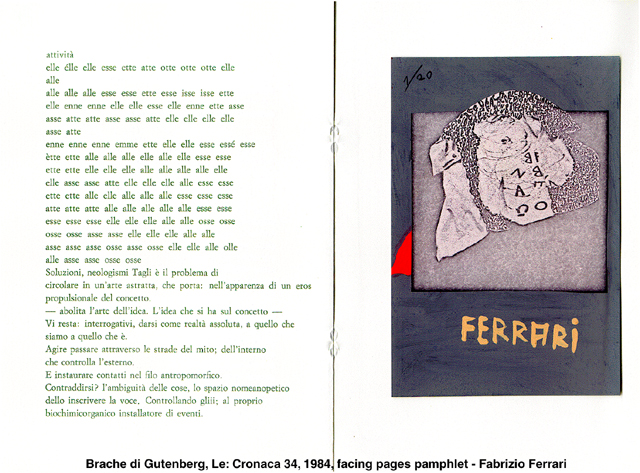 attività
elle élle elle esse ette atte otte otte otte elle
alle
alle alle alle esse esse ette esse isse isse ette
elle enne enne elle elle esse elle enne ette asse
asse atte atte asse asse atte elle elle elle elle
asse atte
enne enne enne emme ette elle elle esse essé esse
ètte ette alle alle alle elle alle elle esse esse
ette ette elle elle elle alle alle alle alle elle
elle asse asse atte elle elle elle alle esse esse
ette ette alle elle alle alle alle esse esse esse
atte atte atte alle alle alle alle alle esse esse
esse esse esse elle elle elle alle alle osse osse
osse osse asse asse elle elle elle alle alle
asse asse asse osse asse osse elle elle alle olle
alle asse asse osse osse
Soluzioni, neologismi Tagli è il problema di
circolare in un'arte astratta, che porta: nell'apparenza di un eros
propulsionale del concetto
— abolita l'arte dell'idea. L'idea che si ha sul concetto —
Vi resta: interrogativi, darsi come realtà assoluta, a quello che
siamo a quello che è.
Agire passare attraverso le strade del mito; dell'interno
che controlla l'esterno.
E instaurare contatti nel filo antropomorfico.
Contraddirsi? l'ambiguità delle cose, lo spazio nomeanopetico
dello inscrivere la voce. Controllando gliii; al proprio
biochimicorganico installatore di eventi.
1/20
FERRARi
Brache di Gutenberg, Le: Cronaca 34, 1984, facing pages pamphlet - Fabrizio Ferrari